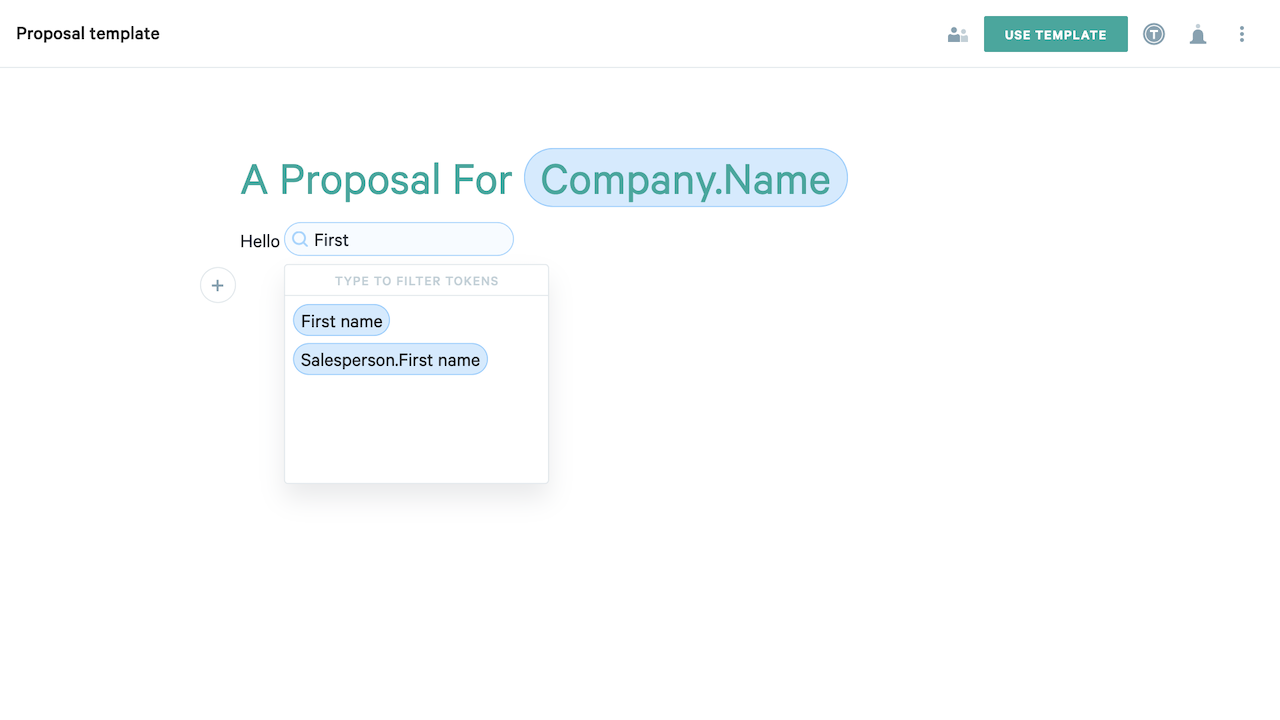 Proposal template
USE TEMPLATE
T
A Proposal For Company.Name
Hello First
TYPE TO FILTER TOKENS
First name
Salesperson.First name